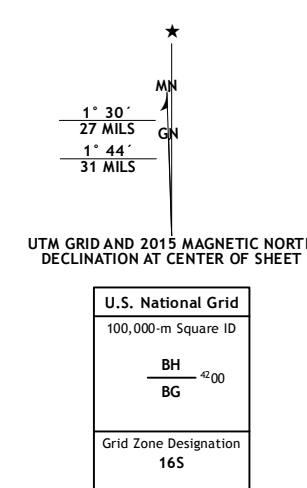 ★
MN
1° 30´
27 MILS
GN
1° 44´
31 MILS
UTM GRID AND 2015 MAGNETIC NORTH
DECLINATION AT CENTER OF SHEET
U.S. National Grid
100,000-m Square ID
BH
4200
BG
Grid Zone Designation
16S